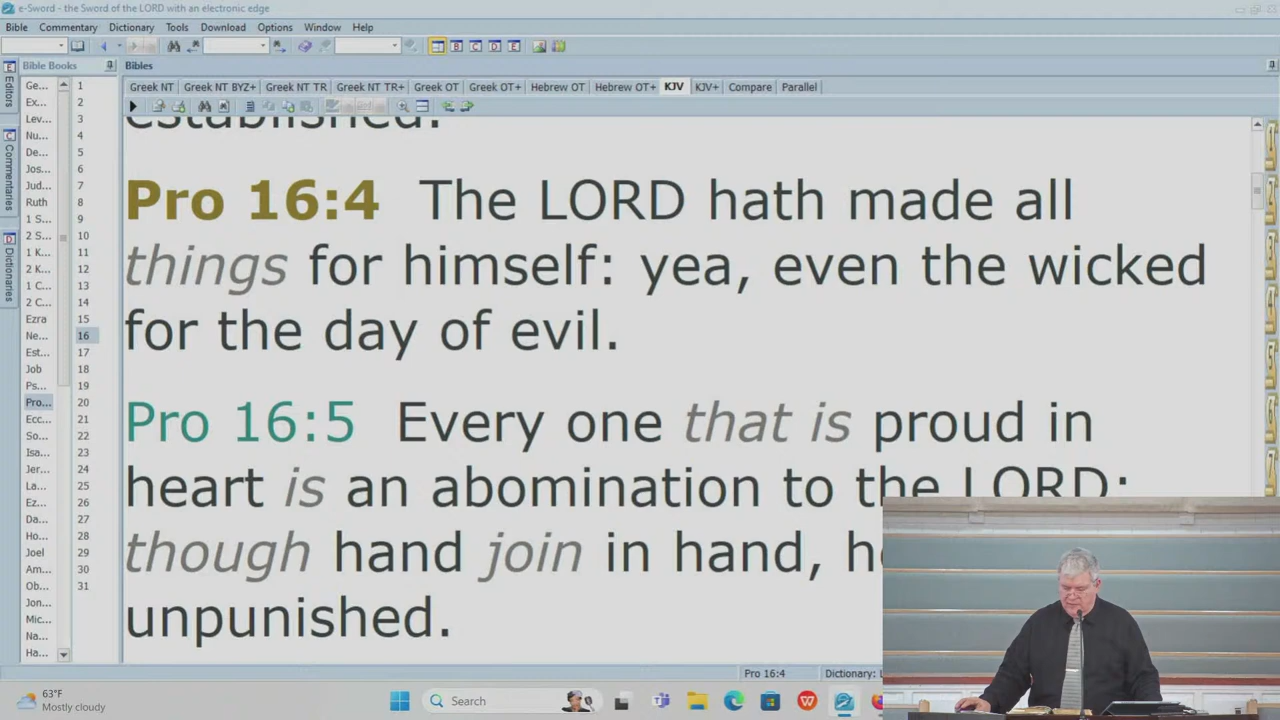 e-Sword - the Sword of the LORD with an electronic edge
Bible Commentary Dictionary Tools Download Options Window Help
Bible Books
Bibles
Greek NT Greek NT BYZ+ Greek NT TR Greek NT TR+ Greek OT Greek OT+ Hebrew OT Hebrew OT+ KJV KJV+ Compare Parallel
Editors
Commentaries
Dictionaries
Ge... 1
Ex... 2
Lev... 3
Nu... 4
De... 5
Jos... 6
Jud... 7
Ruth 8
1 S... 9
2 S... 10
1 K... 11
2 K... 12
1 C... 13
2 C... 14
Ezra 15
Ne... 16
Est... 17
Job 18
Ps... 19
Pro... 20
Ecc... 21
So... 22
Isa... 23
Jer... 24
La... 25
Ez... 26
Da... 27
Ho... 28
Joel 29
Am... 30
Ob... 31
Jon...
Mic...
Na...
Ha...
established.
Pro 16:4 The LORD hath made all
things for himself: yea, even the wicked
for the day of evil.
Pro 16:5 Every one that is proud in
heart is an abomination to the LORD:
though hand join in hand, h
unpunished.
Pro 16:4 Dictionary:
63°F
Mostly cloudy
Search